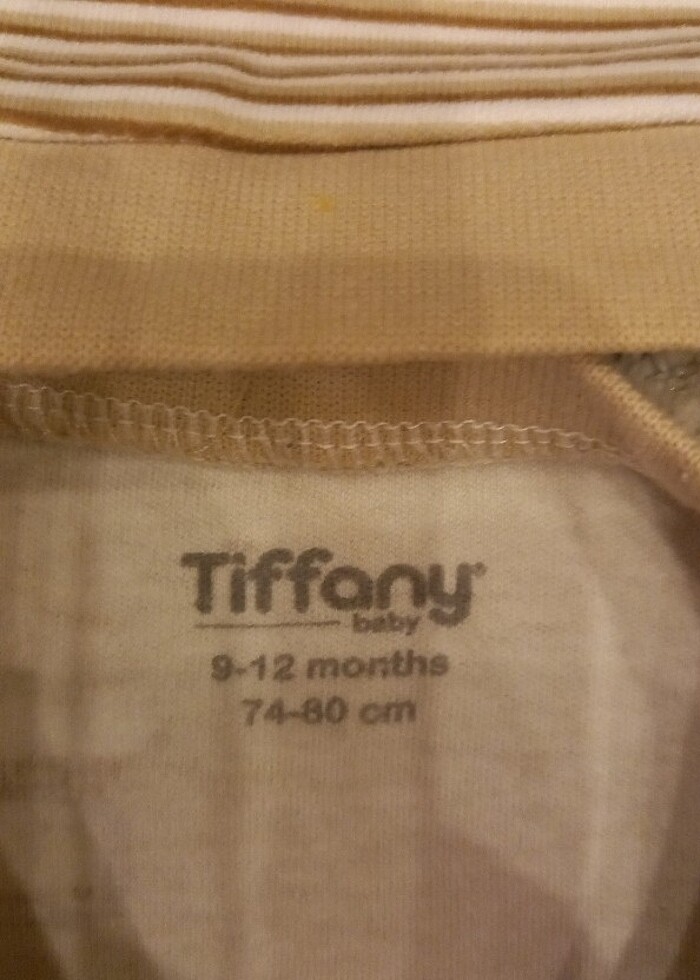 Tiffany
baby
9-12 months
74-80 cm